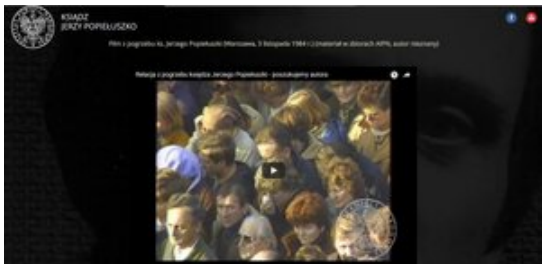 KSIĄDZ
JERZY POPIEŁUSZKO
Film z pogrzebu ks. Jerzego Popiełuszki (Warszawa, 3 listopada 1984 r.) (materiał w zbiorach AIPN, autor nieznany)
Relacja z pogrzebu księdza Jerzego Popiełuszki - poszukujemy autora